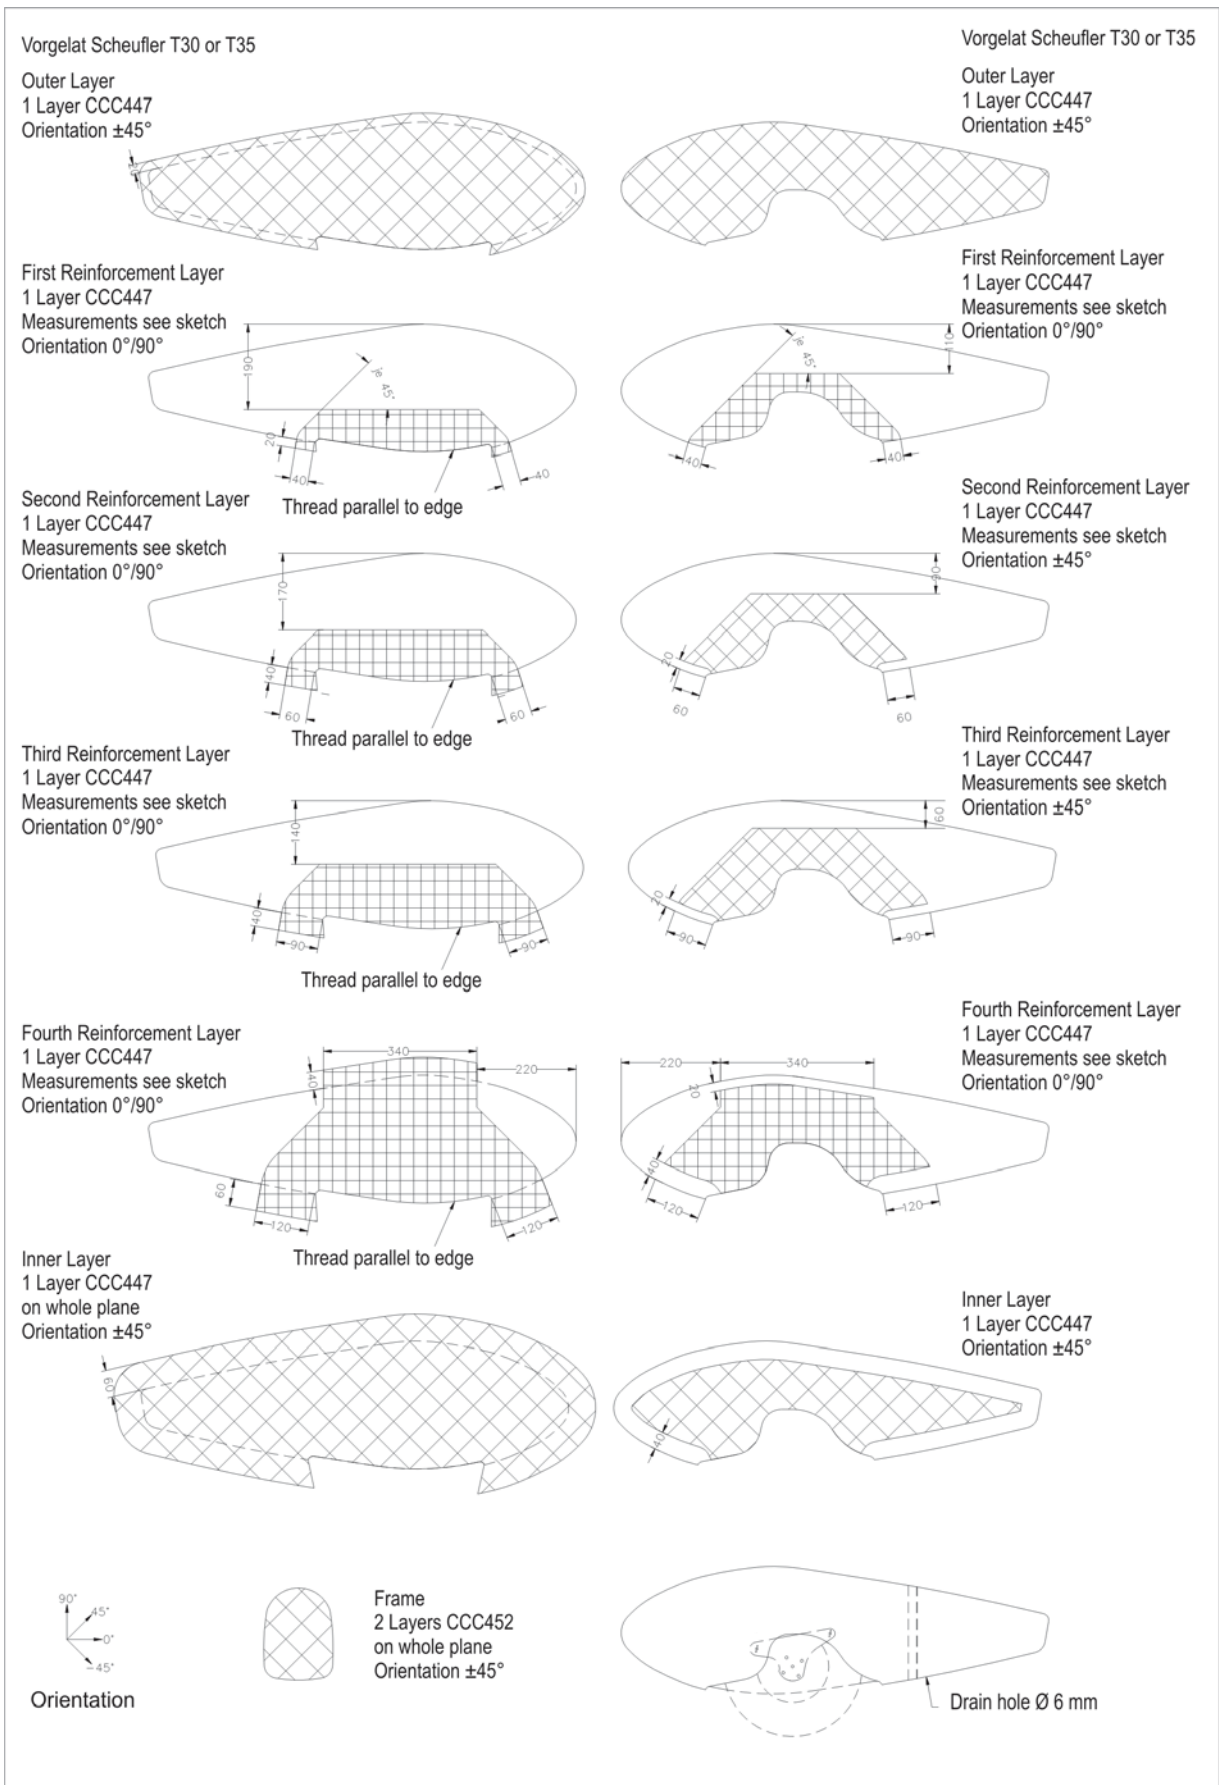 Vorgelat Scheufler T30 or T35
Outer Layer
1 Layer CCC447
Orientation ±45°
20
Vorgelat Scheufler T30 or T35
Outer Layer
1 Layer CCC447
Orientation ±45°
First Reinforcement Layer
1 Layer CCC447
Measurements see sketch
Orientation 0°/90°
190
je 45°
20
40
40
Thread parallel to edge
First Reinforcement Layer
1 Layer CCC447
Measurements see sketch
Orientation 0°/90°
110
je 45°
40
40
Second Reinforcement Layer
1 Layer CCC447
Measurements see sketch
Orientation 0°/90°
170
40
60
60
Thread parallel to edge
Second Reinforcement Layer
1 Layer CCC447
Measurements see sketch
Orientation ±45°
90
20
60
60
Third Reinforcement Layer
1 Layer CCC447
Measurements see sketch
Orientation 0°/90°
140
40
90
90
Thread parallel to edge
Third Reinforcement Layer
1 Layer CCC447
Measurements see sketch
Orientation ±45°
60
20
90
90
Fourth Reinforcement Layer
1 Layer CCC447
Measurements see sketch
Orientation 0°/90°
340
40
220
60
120
120
Thread parallel to edge
Fourth Reinforcement Layer
1 Layer CCC447
Measurements see sketch
Orientation 0°/90°
220
340
20
40
120
120
Inner Layer
1 Layer CCC447
on whole plane
Orientation ±45°
60
Inner Layer
1 Layer CCC447
Orientation ±45°
40
90°
45°
0°
-45°
Orientation
Frame
2 Layers CCC452
on whole plane
Orientation ±45°
Drain hole Ø 6 mm